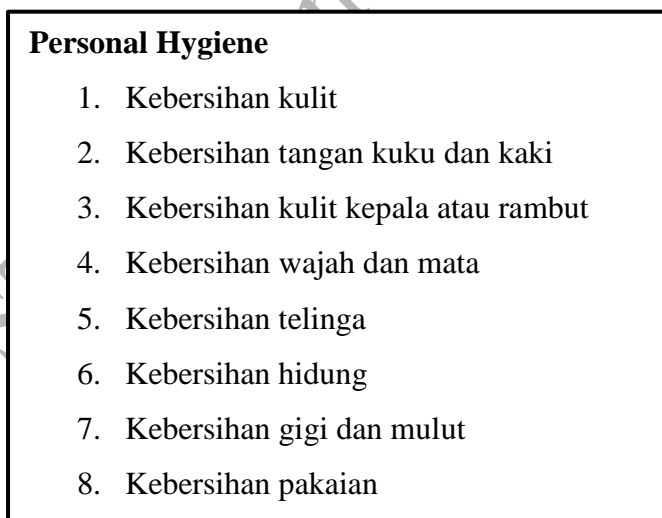 Personal Hygiene
1. Kebersihan kulit
2. Kebersihan tangan kuku dan kaki
3. Kebersihan kulit kepala atau rambut
4. Kebersihan wajah dan mata
5. Kebersihan telinga
6. Kebersihan hidung
7. Kebersihan gigi dan mulut
8. Kebersihan pakaian